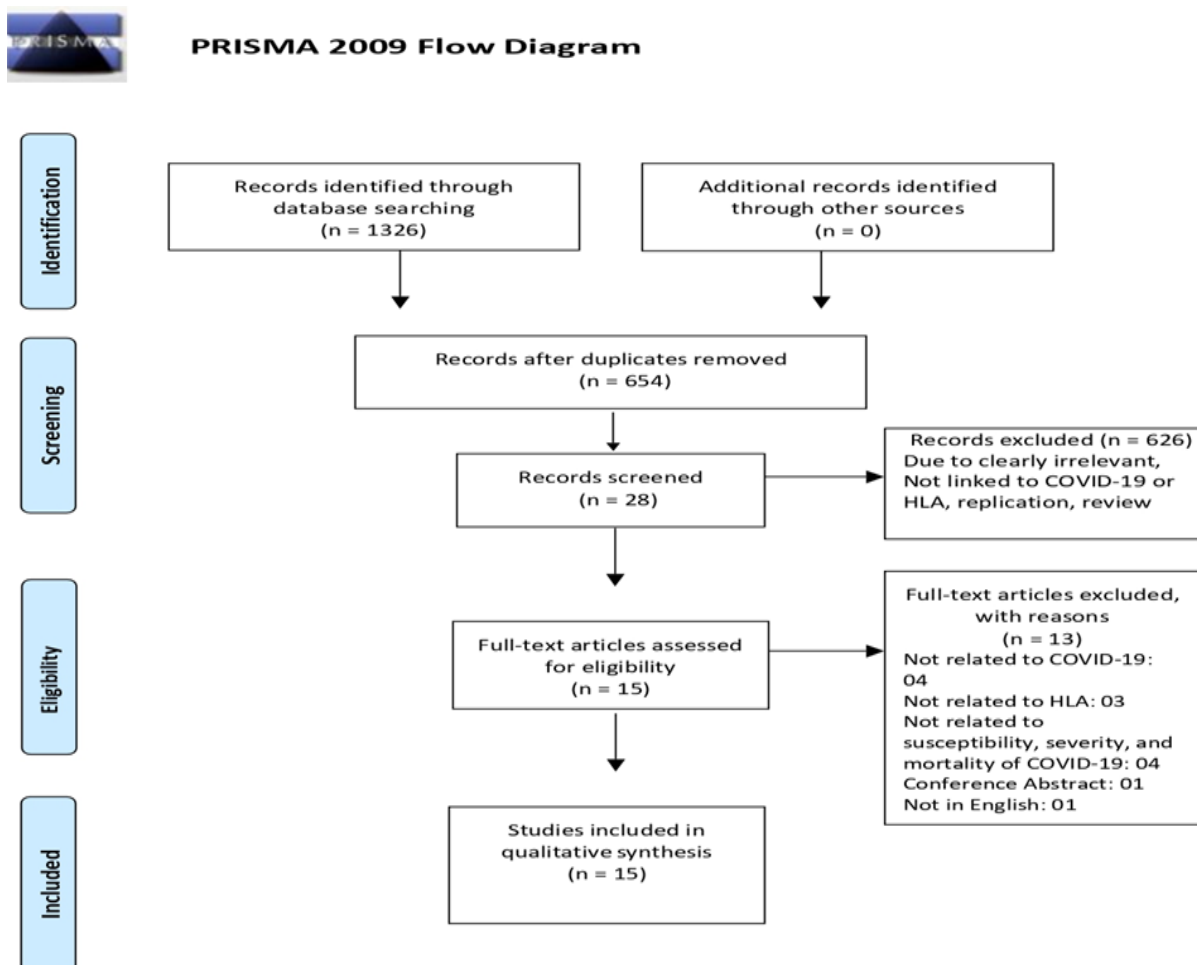 PRISMA
PRISMA 2009 Flow Diagram
Identification
Records identified through
database searching
(n = 1326)
Additional records identified
through other sources
(n = 0)
Screening
Records after duplicates removed
(n = 654)
Records screened
(n = 28)
Records excluded (n = 626)
Due to clearly irrelevant,
Not linked to COVID-19 or
HLA, replication, review
Eligibility
Full-text articles assessed
for eligibility
(n = 15)
Full-text articles excluded,
with reasons
(n = 13)
Not related to COVID-19:
04
Not related to HLA: 03
Not related to
susceptibility, severity, and
mortality of COVID-19: 04
Conference Abstract: 01
Not in English: 01
Included
Studies included in
qualitative synthesis
(n = 15)